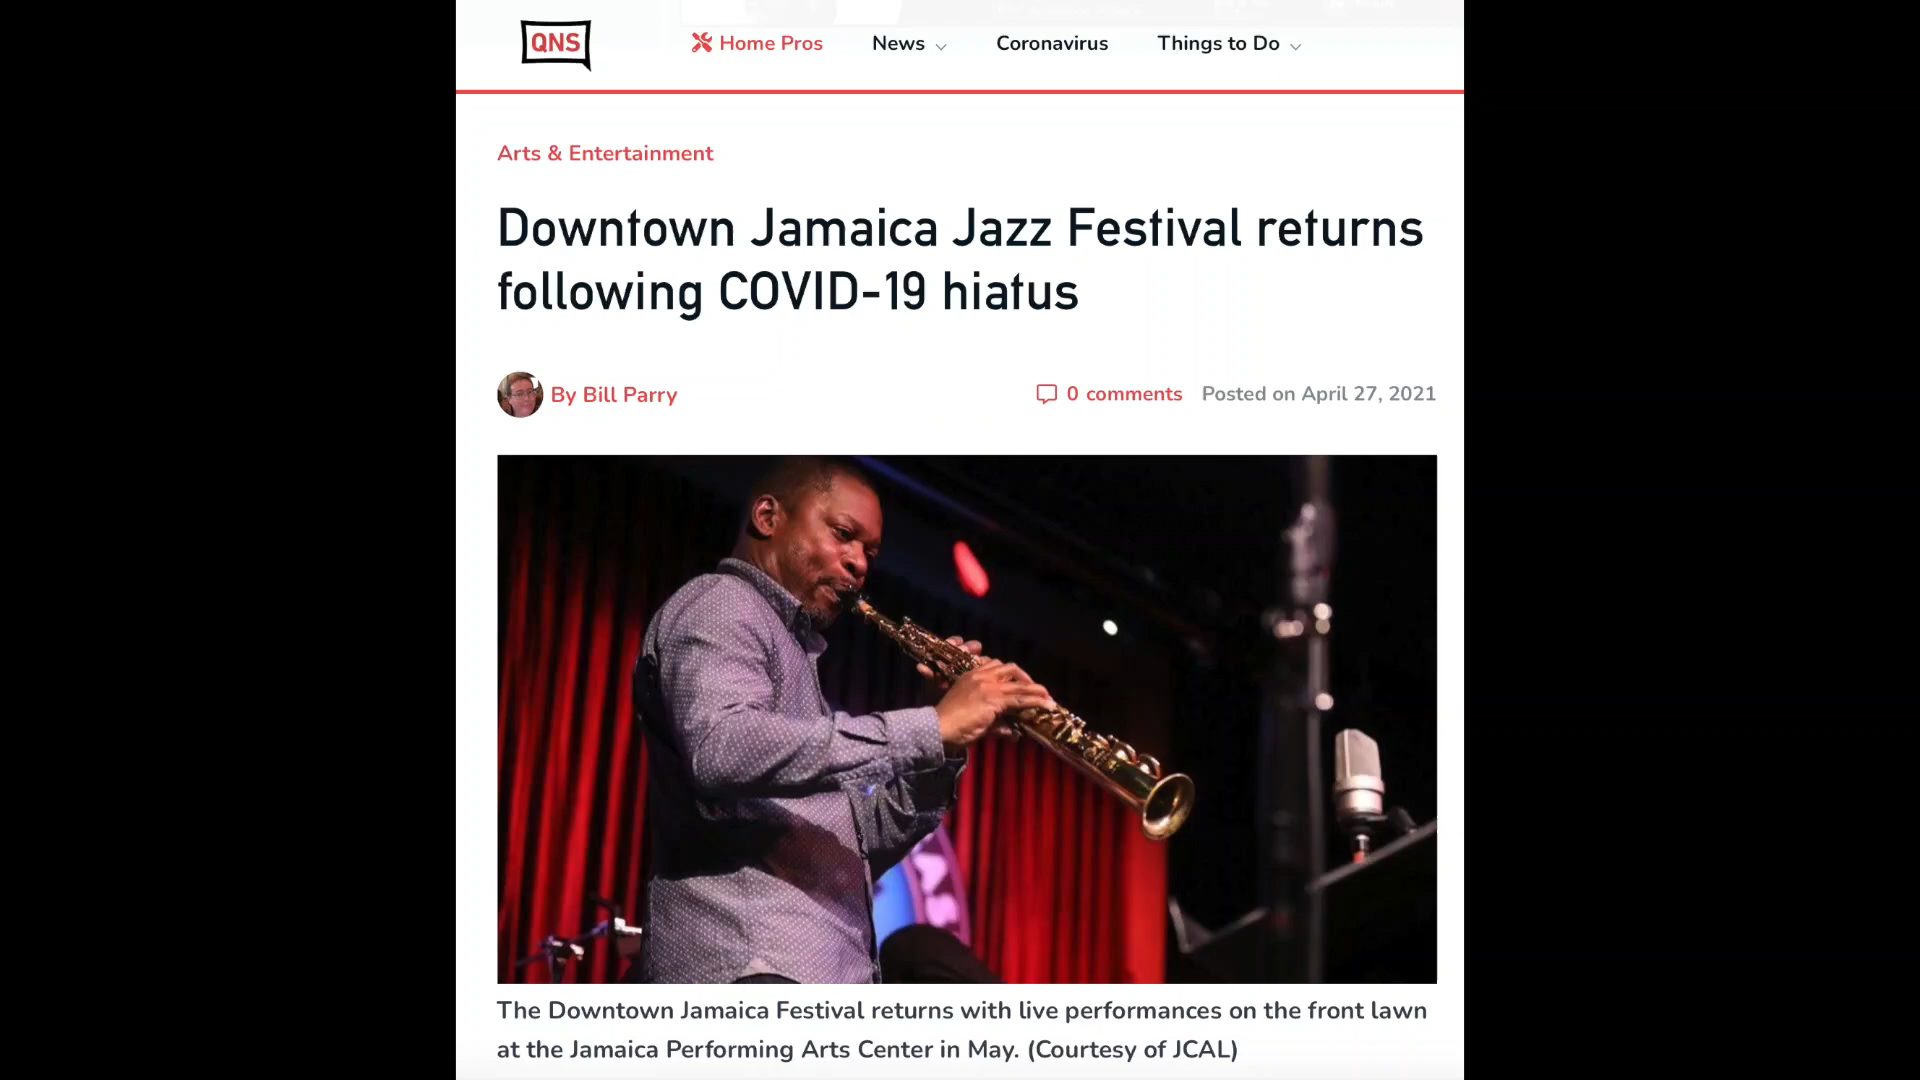 QNS
Home Pros
News
Coronavirus
Things to Do
Arts & Entertainment
Downtown Jamaica Jazz Festival returns
following COVID-19 hiatus
By Bill Parry
0 comments
Posted on April 27, 2021
The Downtown Jamaica Festival returns with live performances on the front lawn
at the Jamaica Performing Arts Center in May. (Courtesy of JCAL)